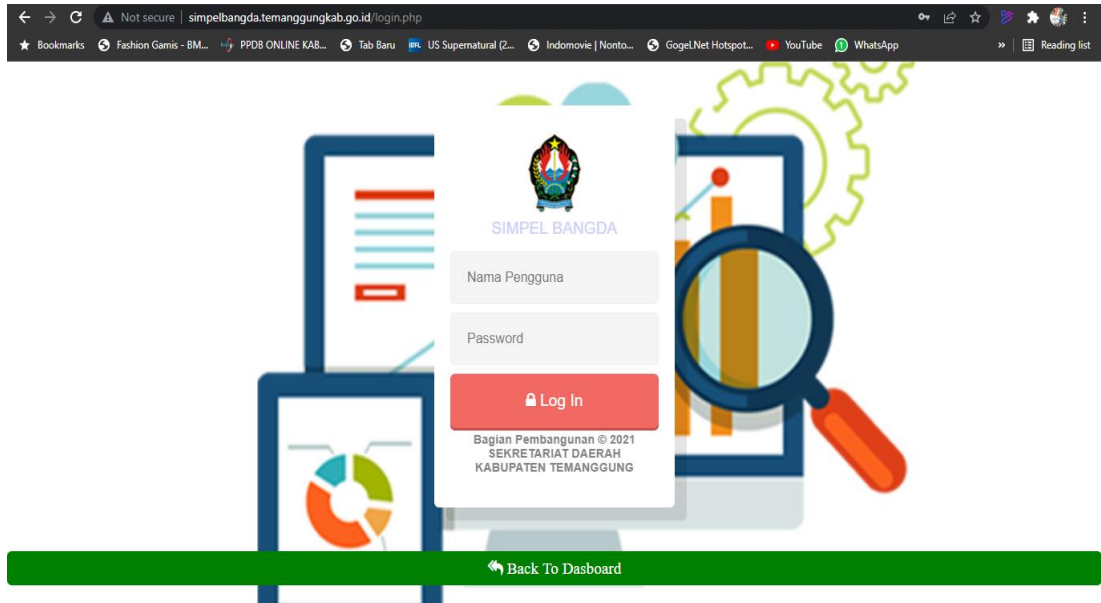 Not secure simpelbangda.temanggungkab.go.id/login.php
Bookmarks Fashion Gamis - BM... PPDB ONLINE KAB... Tab Baru US Supernatural (2... Indomovie | Nonto... Gogel.Net Hotspot... YouTube WhatsApp » Reading list
SIMPEL BANGDA
Nama Pengguna
Password
Log In
Bagian Pembangunan © 2021
SEKRETARIAT DAERAH
KABUPATEN TEMANGGUNG
Back To Dasboard